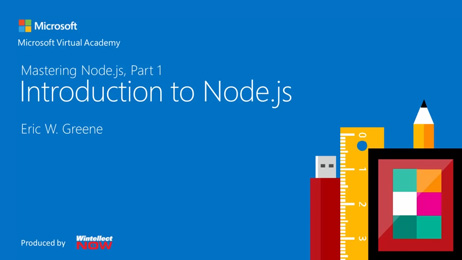 Microsoft
Microsoft Virtual Academy
Mastering Node.js, Part 1
Introduction to Node.js
Eric W. Greene
Produced by
Wintellect
NOW
0
1
2
3